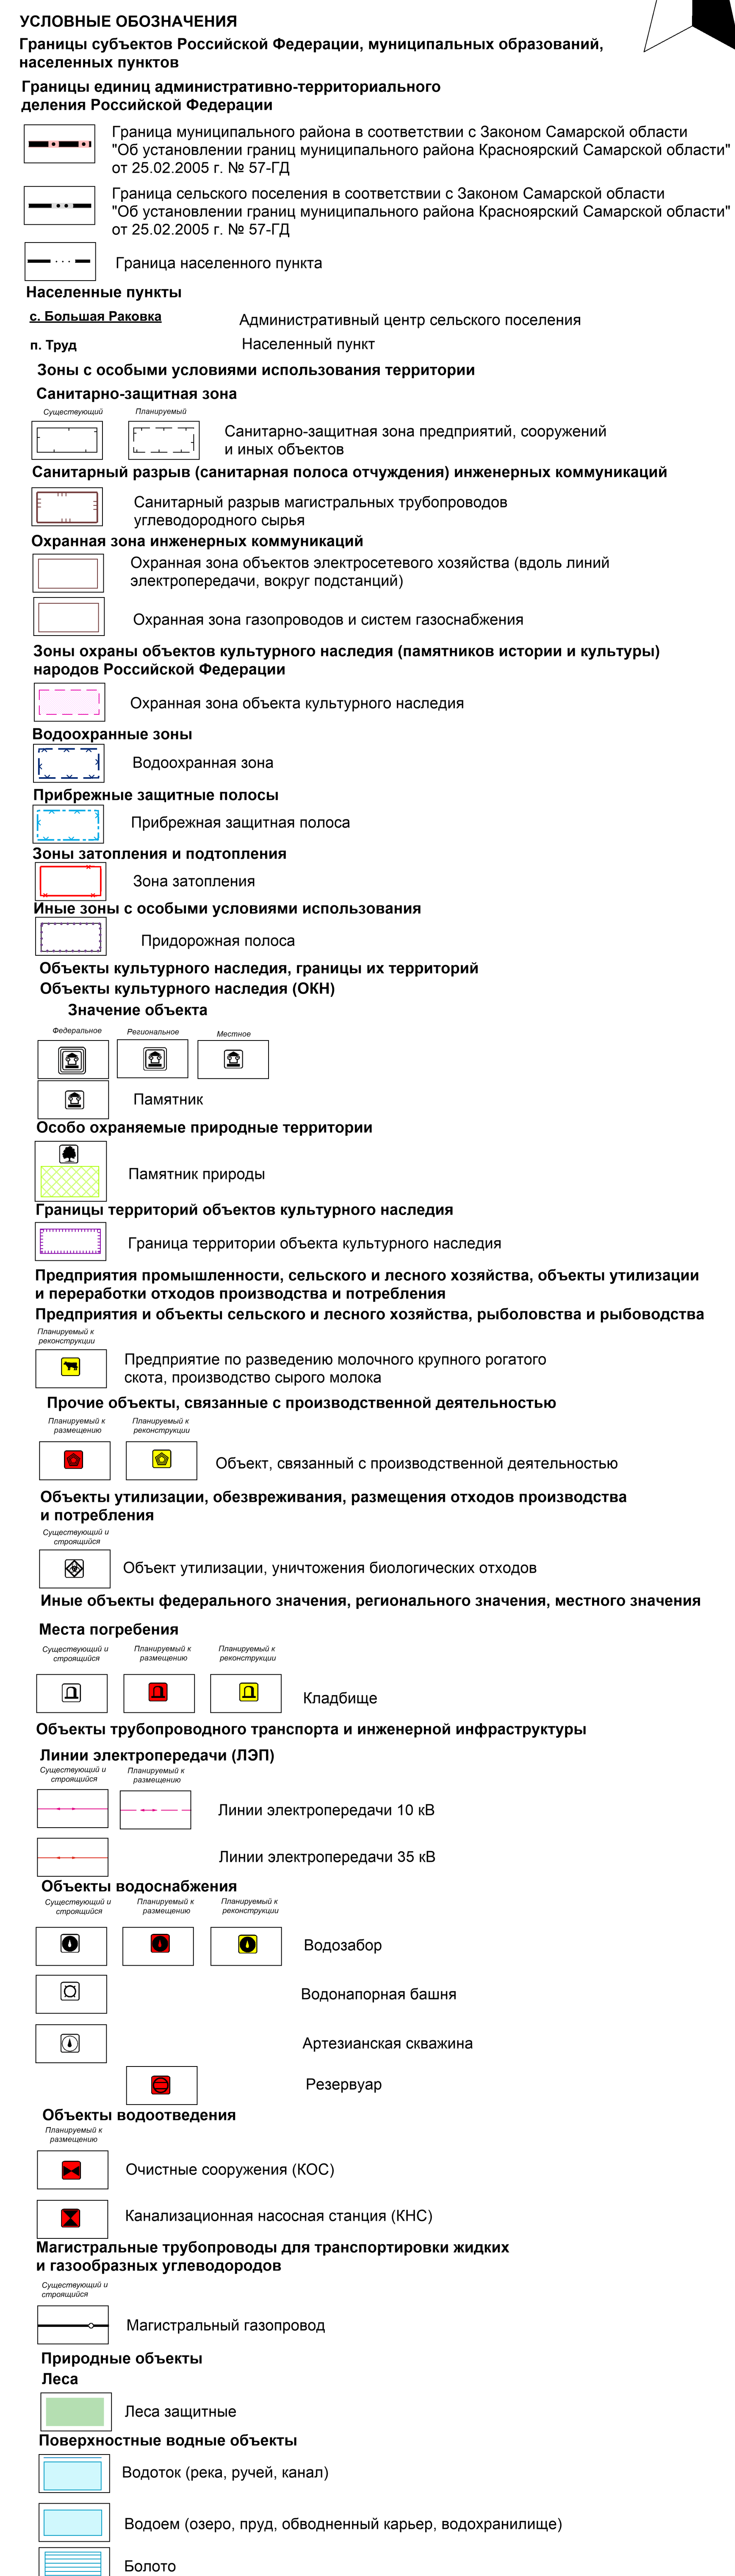 УСЛОВНЫЕ ОБОЗНАЧЕНИЯ
Границы субъектов Российской Федерации, муниципальных образований,
населенных пунктов
Границы единиц административно-территориального
деления Российской Федерации
Граница муниципального района в соответствии с Законом Самарской области
"Об установлении границ муниципального района Красноярский Самарской области"
от 25.02.2005 г. № 57-ГД
Граница сельского поселения в соответствии с Законом Самарской области
"Об установлении границ муниципального района Красноярский Самарской области"
от 25.02.2005 г. № 57-ГД
Граница населенного пункта
Населенные пункты
с. Большая Раковка Административный центр сельского поселения
п. Труд Населенный пункт
Зоны с особыми условиями использования территории
Санитарно-защитная зона
Существующий Планируемый
Санитарно-защитная зона предприятий, сооружений
и иных объектов
Санитарный разрыв (санитарная полоса отчуждения) инженерных коммуникаций
Санитарный разрыв магистральных трубопроводов
углеводородного сырья
Охранная зона инженерных коммуникаций
Охранная зона объектов электросетевого хозяйства (вдоль линий
электропередачи, вокруг подстанций)
Охранная зона газопроводов и систем газоснабжения
Зоны охраны объектов культурного наследия (памятников истории и культуры)
народов Российской Федерации
Охранная зона объекта культурного наследия
Водоохранные зоны
Водоохранная зона
Прибрежные защитные полосы
Прибрежная защитная полоса
Зоны затопления и подтопления
Зона затопления
Иные зоны с особыми условиями использования
Придорожная полоса
Объекты культурного наследия, границы их территорий
Объекты культурного наследия (ОКН)
Значение объекта
Федеральное Региональное Местное
Памятник
Особо охраняемые природные территории
Памятник природы
Границы территорий объектов культурного наследия
Граница территории объекта культурного наследия
Предприятия промышленности, сельского и лесного хозяйства, объекты утилизации
и переработки отходов производства и потребления
Предприятия и объекты сельского и лесного хозяйства, рыболовства и рыбоводства
Планируемый к
реконструкции
Предприятие по разведению молочного крупного рогатого
скота, производство сырого молока
Прочие объекты, связанные с производственной деятельностью
Планируемый к Планируемый к
размещению реконструкции
Объект, связанный с производственной деятельностью
Объекты утилизации, обезвреживания, размещения отходов производства
и потребления
Существующий и
строящийся
Объект утилизации, уничтожения биологических отходов
Иные объекты федерального значения, регионального значения, местного значения
Места погребения
Существующий и Планируемый к Планируемый к
строящийся размещению реконструкции
Кладбище
Объекты трубопроводного транспорта и инженерной инфраструктуры
Линии электропередачи (ЛЭП)
Существующий и Планируемый к
строящийся размещению
Линии электропередачи 10 кВ
Линии электропередачи 35 кВ
Объекты водоснабжения
Существующий и Планируемый к Планируемый к
строящийся размещению реконструкции
Водозабор
Водонапорная башня
Артезианская скважина
Резервуар
Объекты водоотведения
Планируемый к
размещению
Очистные сооружения (КОС)
Канализационная насосная станция (КНС)
Магистральные трубопроводы для транспортировки жидких
и газообразных углеводородов
Существующий и
строящийся
Магистральный газопровод
Природные объекты
Леса
Леса защитные
Поверхностные водные объекты
Водоток (река, ручей, канал)
Водоем (озеро, пруд, обводненный карьер, водохранилище)
Болото